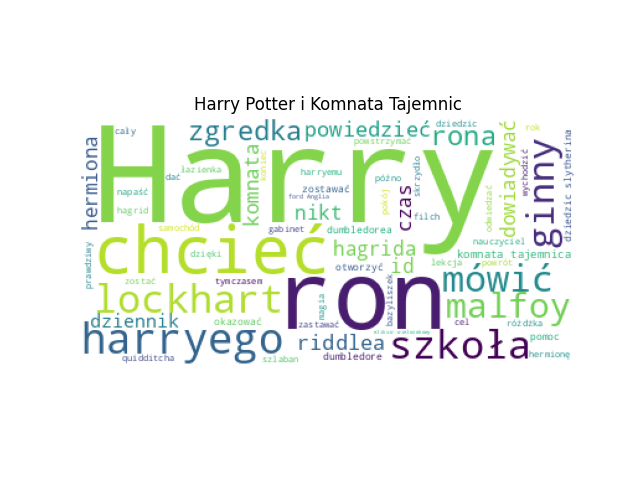 Harry Potter i Komnata Tajemnic
cały
hermiona
napaść
dać
łazienka
hagrid
Harry
zgredka
powiedzieć
powstrzymać
dziedzic
rona
rok
komnata
koniec
harryemu
zostawać
ford Anglia
nikt
późno
pokój
czas
skrzydło
filch
odwiedzać
dowiadywać
wychodzić
ginny
dziedzic slytherina
samochód
gabinet
dumbledorea
nauczyciel
chcieć
dzięki
hagrida
komnata tajemnica
prawdziwy
zostać
tymczasem
otworzyć
id
lekcja
powrót
mówić
lockhart
magia
ron
bazyliszek
malfoy
dziennik
okazować
zastawać
cel
różdżka
harryego
quidditcha
szlaban
riddlea
dumbledore
szkoła
pomoc
hermionę